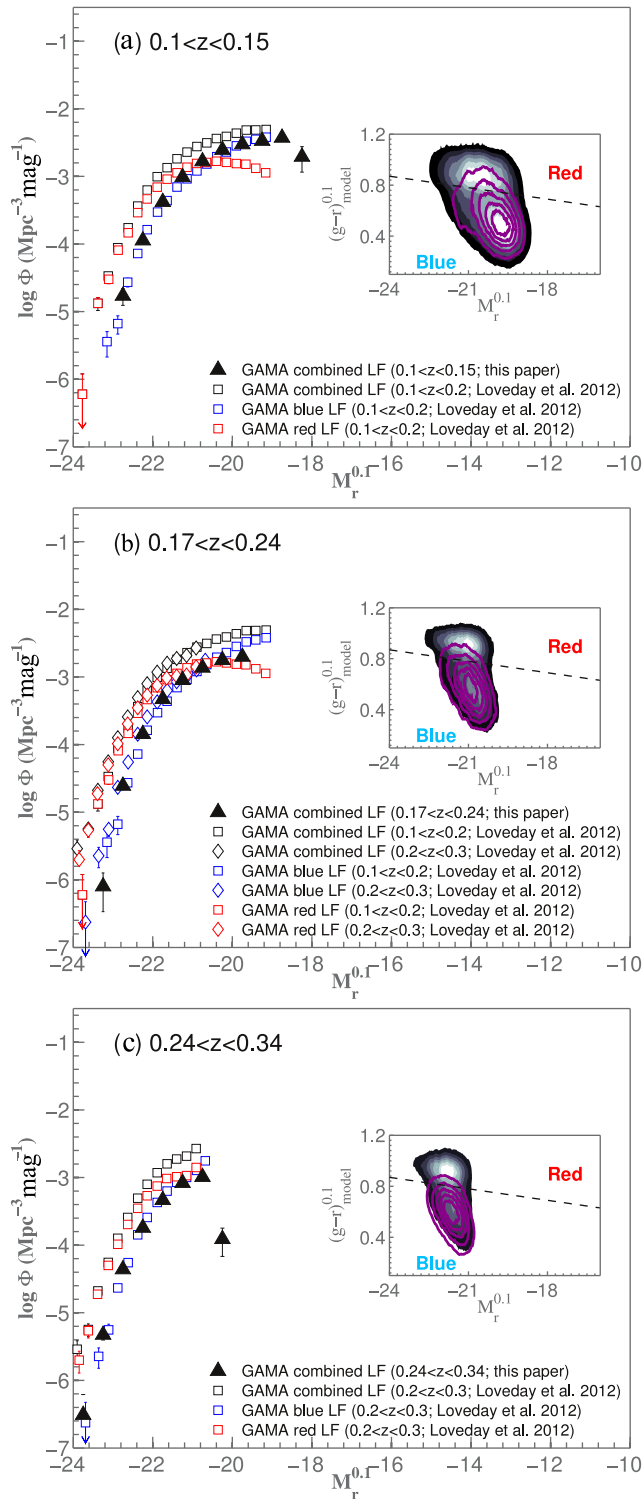 (a) 0.1<z<0.15
log Φ (Mpc⁻³mag⁻¹)
−1
−2
−3
−4
−5
−6
−7
−24
−22
−20
−18
−16
−14
−12
−10
M_r^0.1
(g−r)^0.1_model
1.2
0.8
0.4
−24
−21
−18
M_r^0.1
Red
Blue
GAMA combined LF (0.1<z<0.15; this paper)
GAMA combined LF (0.1<z<0.2; Loveday et al. 2012)
GAMA blue LF (0.1<z<0.2; Loveday et al. 2012)
GAMA red LF (0.1<z<0.2; Loveday et al. 2012)
(b) 0.17<z<0.24
log Φ (Mpc⁻³mag⁻¹)
−1
−2
−3
−4
−5
−6
−7
−24
−22
−20
−18
−16
−14
−12
−10
M_r^0.1
(g−r)^0.1_model
1.2
0.8
0.4
−24
−21
−18
M_r^0.1
Red
Blue
GAMA combined LF (0.17<z<0.24; this paper)
GAMA combined LF (0.1<z<0.2; Loveday et al. 2012)
GAMA combined LF (0.2<z<0.3; Loveday et al. 2012)
GAMA blue LF (0.1<z<0.2; Loveday et al. 2012)
GAMA blue LF (0.2<z<0.3; Loveday et al. 2012)
GAMA red LF (0.1<z<0.2; Loveday et al. 2012)
GAMA red LF (0.2<z<0.3; Loveday et al. 2012)
(c) 0.24<z<0.34
log Φ (Mpc⁻³mag⁻¹)
−1
−2
−3
−4
−5
−6
−7
−24
−22
−20
−18
−16
−14
−12
−10
M_r^0.1
(g−r)^0.1_model
1.2
0.8
0.4
−24
−21
−18
M_r^0.1
Red
Blue
GAMA combined LF (0.24<z<0.34; this paper)
GAMA combined LF (0.2<z<0.3; Loveday et al. 2012)
GAMA blue LF (0.2<z<0.3; Loveday et al. 2012)
GAMA red LF (0.2<z<0.3; Loveday et al. 2012)